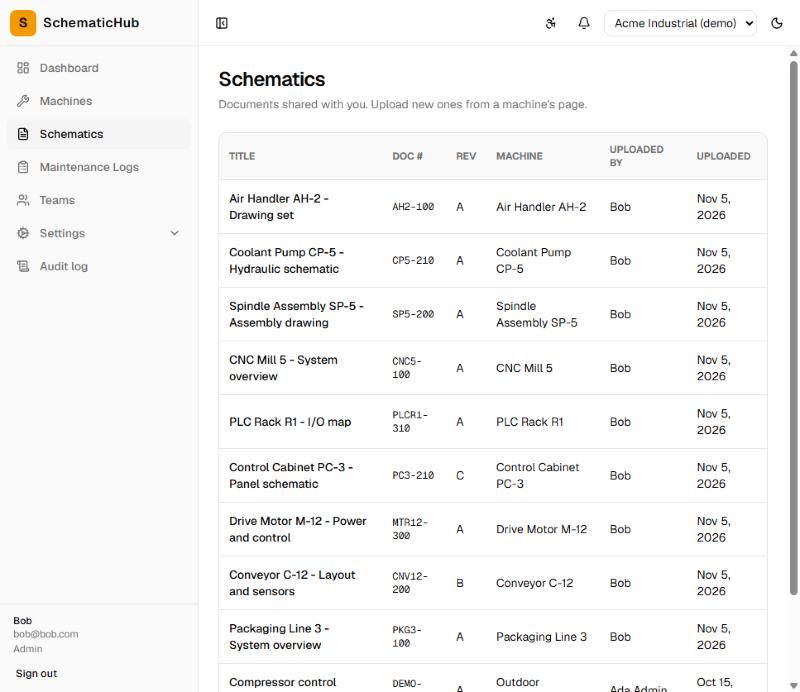 S SchematicHub
Acme Industrial (demo)
Dashboard
Machines
Schematics
Maintenance Logs
Teams
Settings
Audit log
Bob
bob@bob.com
Admin
Sign out
Schematics
Documents shared with you. Upload new ones from a machine's page.
TITLE DOC # REV MACHINE UPLOADED BY UPLOADED
Air Handler AH-2 - Drawing set AH2-100 A Air Handler AH-2 Bob Nov 5, 2026
Coolant Pump CP-5 - Hydraulic schematic CP5-210 A Coolant Pump CP-5 Bob Nov 5, 2026
Spindle Assembly SP-5 - Assembly drawing SP5-200 A Spindle Assembly SP-5 Bob Nov 5, 2026
CNC Mill 5 - System overview CNC5-100 A CNC Mill 5 Bob Nov 5, 2026
PLC Rack R1 - I/O map PLCR1-310 A PLC Rack R1 Bob Nov 5, 2026
Control Cabinet PC-3 - Panel schematic PC3-210 C Control Cabinet PC-3 Bob Nov 5, 2026
Drive Motor M-12 - Power and control MTR12-300 A Drive Motor M-12 Bob Nov 5, 2026
Conveyor C-12 - Layout and sensors CNV12-200 B Conveyor C-12 Bob Nov 5, 2026
Packaging Line 3 - System overview PKG3-100 A Packaging Line 3 Bob Nov 5, 2026
Compressor control DEMO- A Outdoor Ada Admin Oct 15,